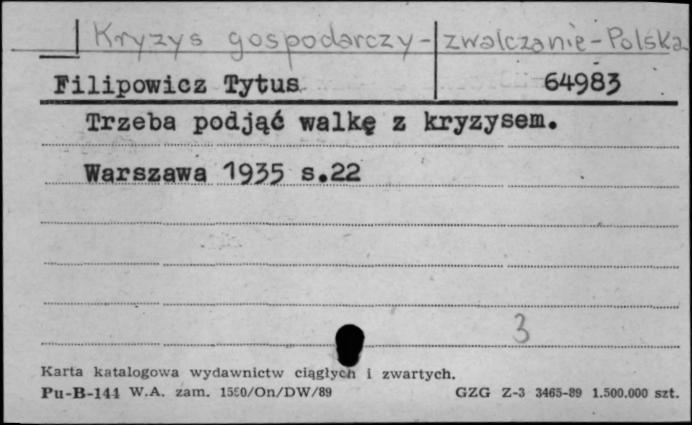 Kryzys gospodarczy - zwalczanie - Polska
Filipowicz Tytus 64983
Trzeba podjąć walkę z kryzysem.
Warszawa 1935 s.22
3
Karta katalogowa wydawnictw ciągłych i zwartych.
Pu-B-141 W.A. zam. 1550/On/DW/89 GZG Z-3 3465-89 1.500.000 szt.